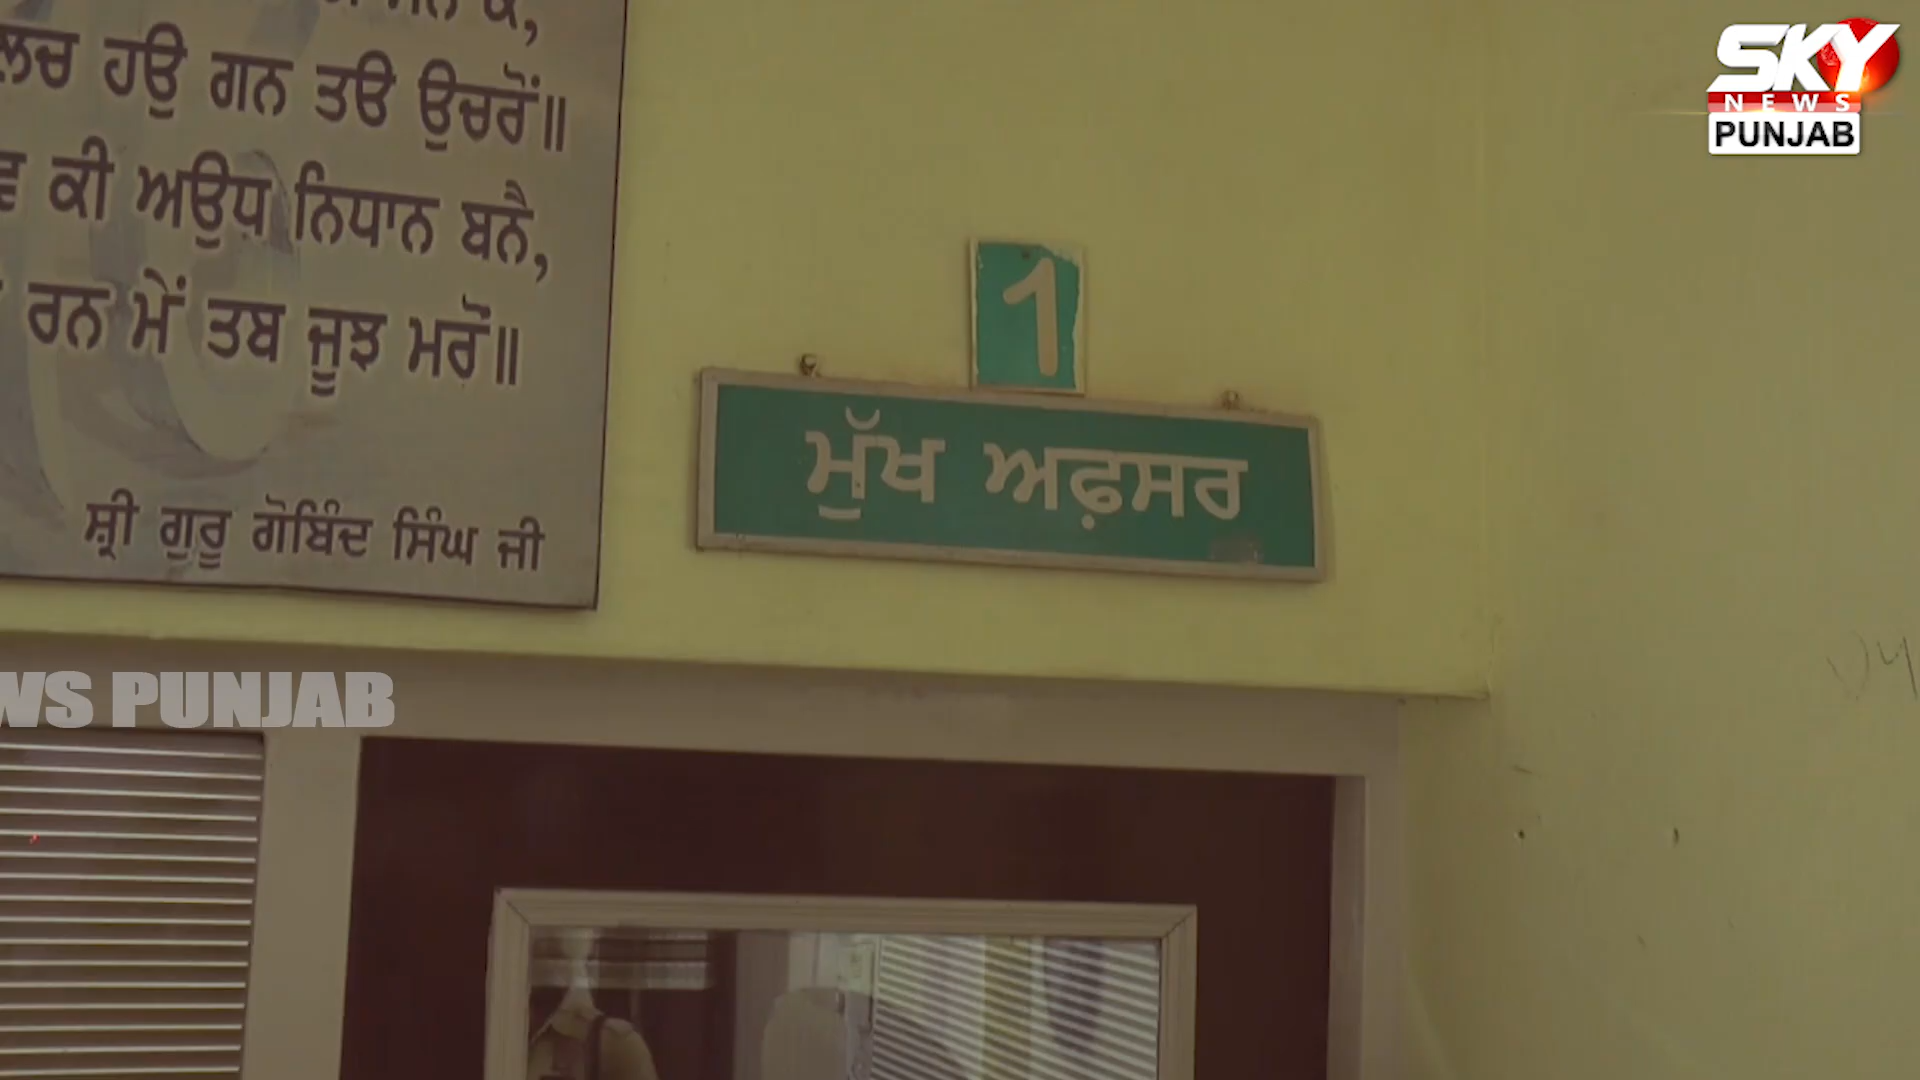 ਹਉ ਗਨ ਤਉ ਉਚਰੋਂ॥
ਕੀ ਅਉਧ ਨਿਧਾਨ ਬਨੈ,
ਰਨ ਮੇਂ ਤਬ ਜੂਝ ਮਰੋਂ॥
ਸ਼੍ਰੀ ਗੁਰੂ ਗੋਬਿੰਦ ਸਿੰਘ ਜੀ
1
ਮੁੱਖ ਅਫ਼ਸਰ
SKY
NEWS
PUNJAB
WS PUNJAB